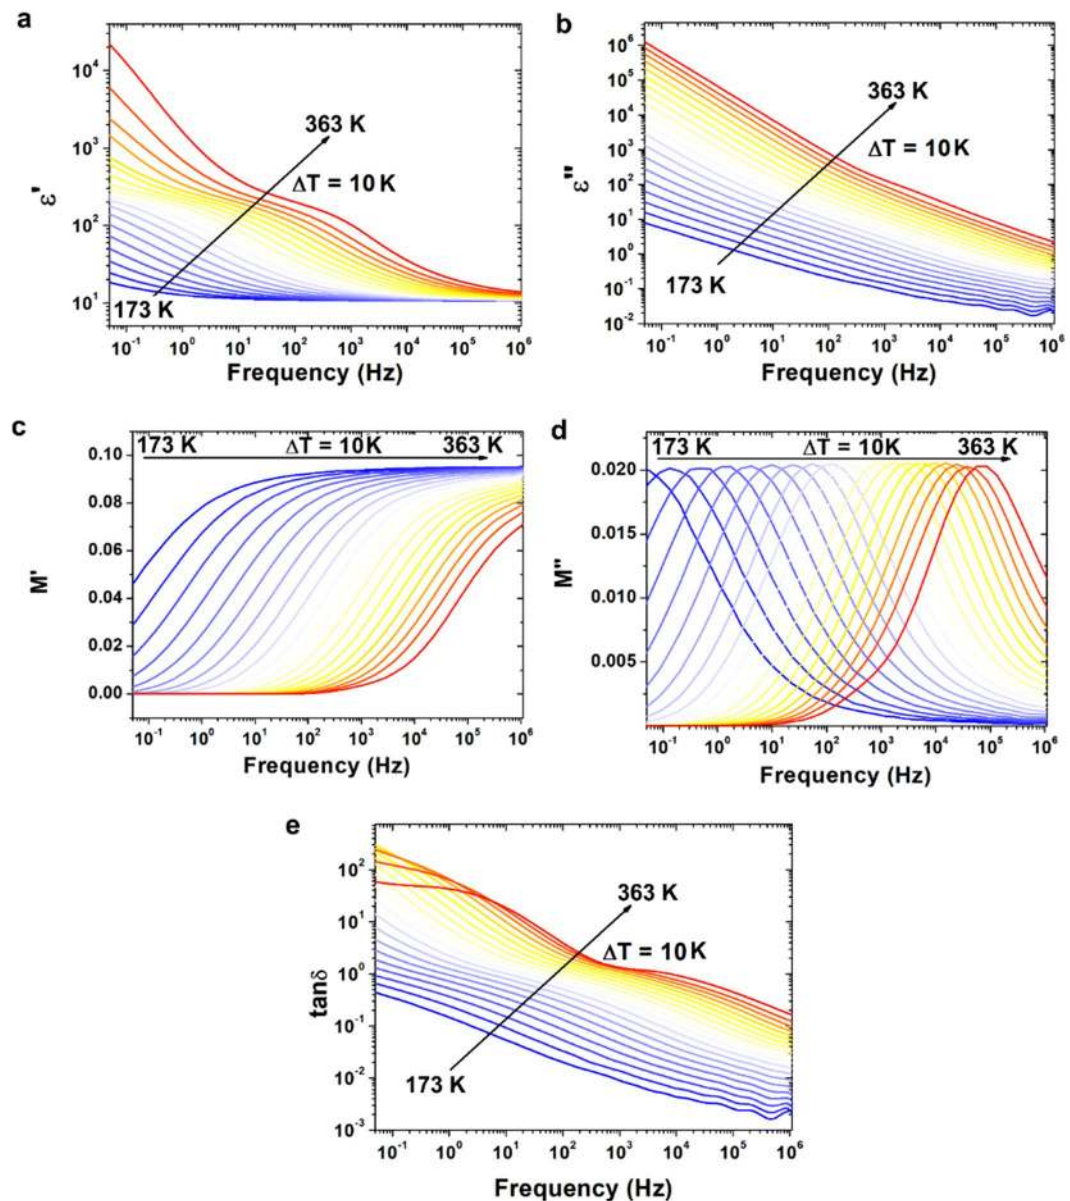 a
10⁴
10³
10²
10¹
ε'
363 K
ΔT = 10 K
173 K
10⁻¹ 10⁰ 10¹ 10² 10³ 10⁴ 10⁵ 10⁶
Frequency (Hz)
b
10⁶
10⁵
10⁴
10³
10²
10¹
10⁰
10⁻¹
10⁻²
ε"
363 K
ΔT = 10 K
173 K
10⁻¹ 10⁰ 10¹ 10² 10³ 10⁴ 10⁵ 10⁶
Frequency (Hz)
c
173 K ΔT = 10 K 363 K
0.10
0.08
0.06
0.04
0.02
0.00
M'
10⁻¹ 10⁰ 10¹ 10² 10³ 10⁴ 10⁵ 10⁶
Frequency (Hz)
d
173 K ΔT = 10 K 363 K
0.020
0.015
0.010
0.005
M"
10⁻¹ 10⁰ 10¹ 10² 10³ 10⁴ 10⁵ 10⁶
Frequency (Hz)
e
10²
10¹
10⁰
10⁻¹
10⁻²
10⁻³
tanδ
363 K
ΔT = 10 K
173 K
10⁻¹ 10⁰ 10¹ 10² 10³ 10⁴ 10⁵ 10⁶
Frequency (Hz)